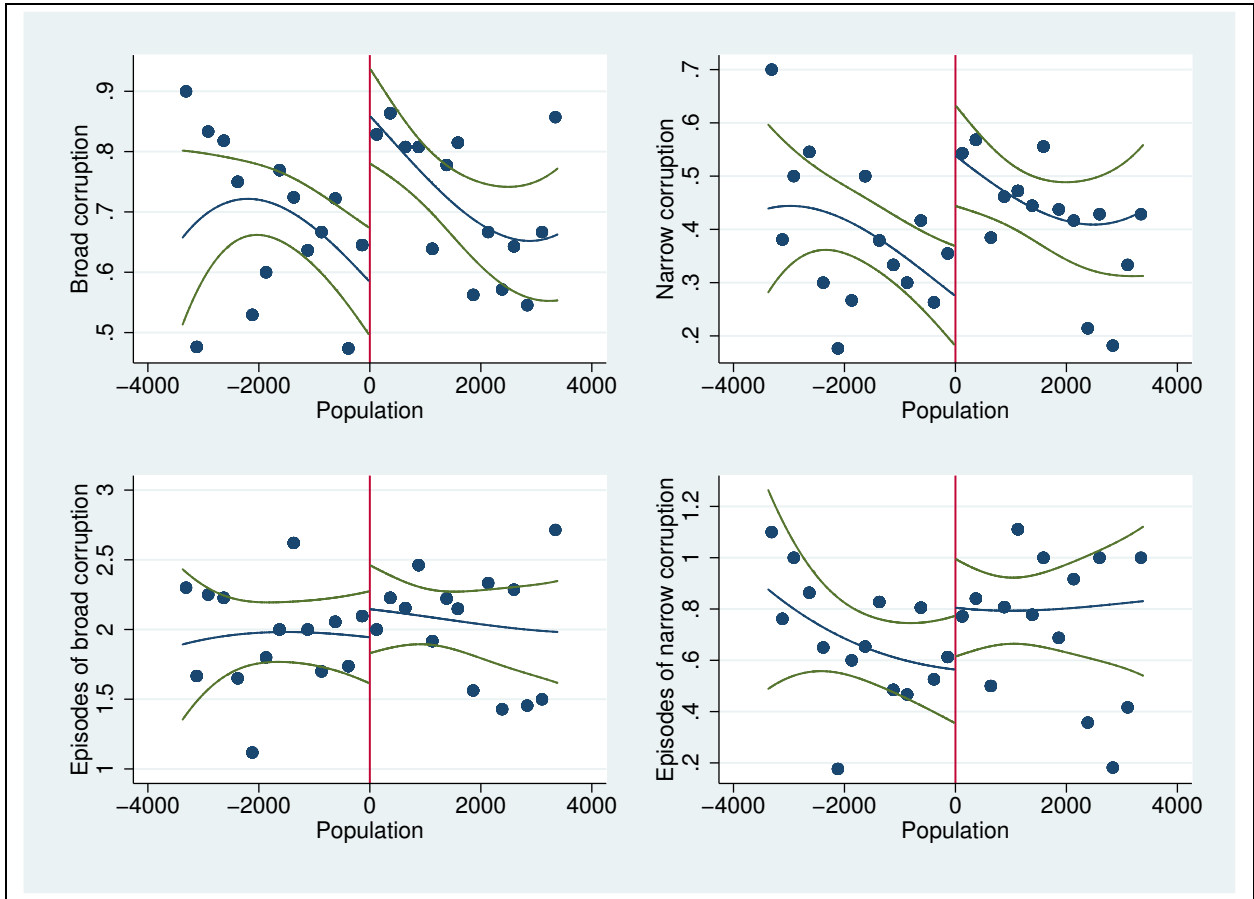 Broad corruption
.9
.8
.7
.6
.5
−4000 −2000 0 2000 4000
Population
Narrow corruption
.7
.6
.5
.4
.3
.2
−4000 −2000 0 2000 4000
Population
Episodes of broad corruption
3
2.5
2
1.5
1
−4000 −2000 0 2000 4000
Population
Episodes of narrow corruption
1.2
1
.8
.6
.4
.2
−4000 −2000 0 2000 4000
Population